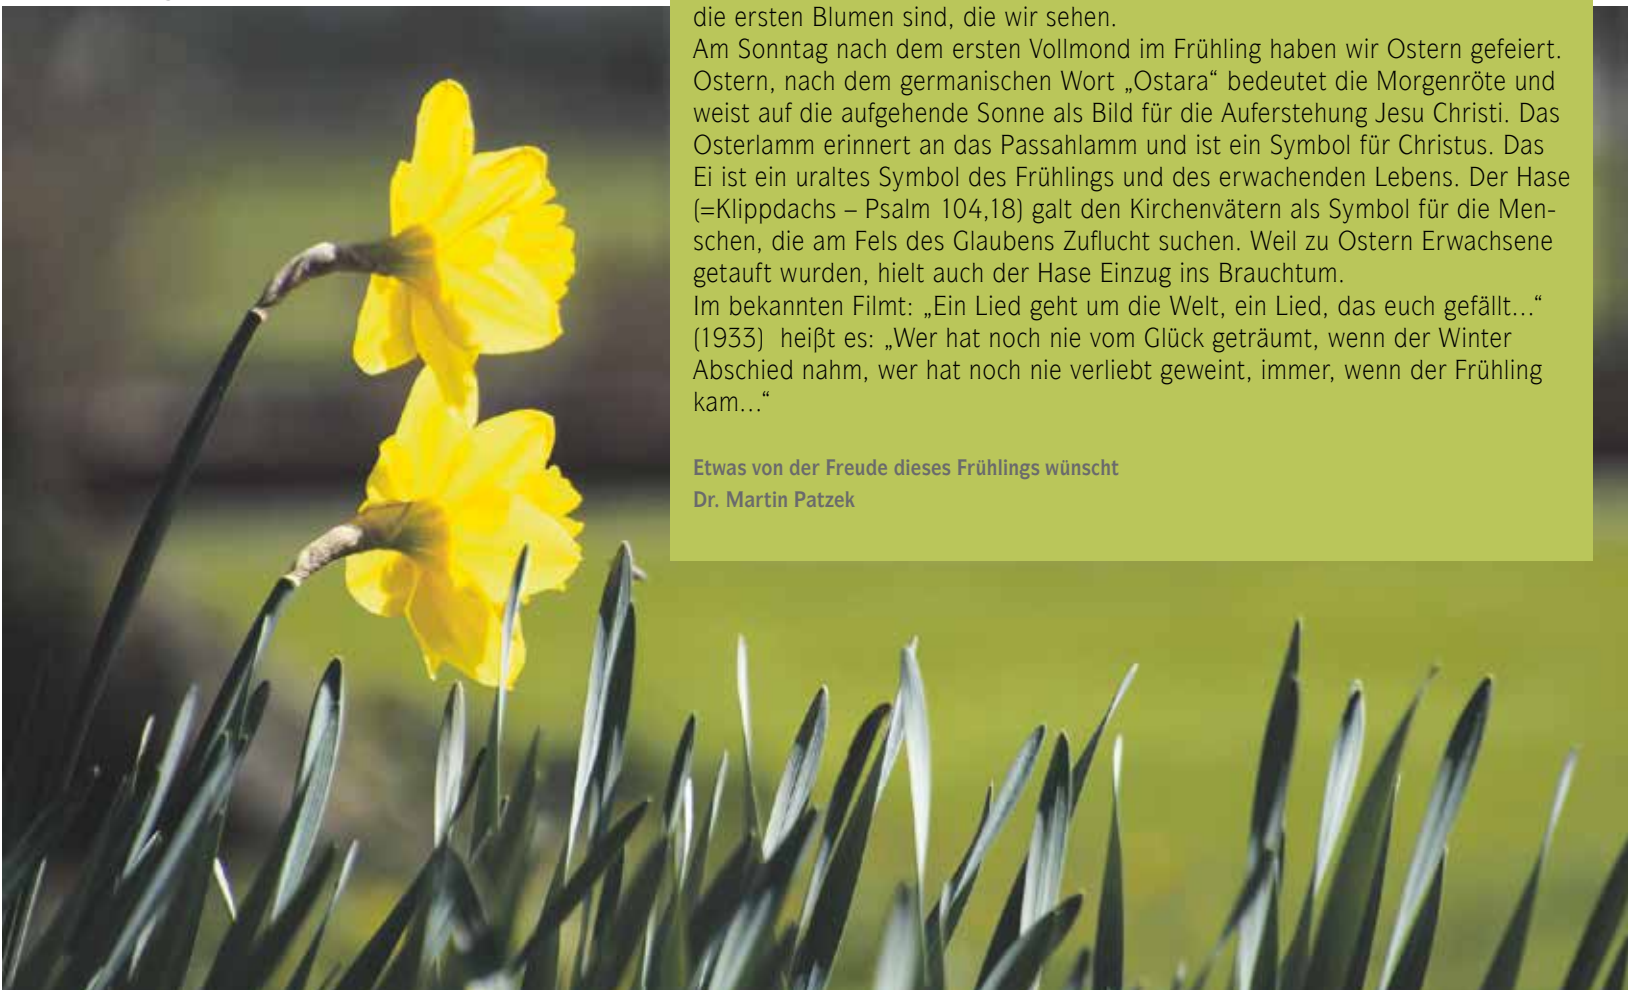 die ersten Blumen sind, die wir sehen.
Am Sonntag nach dem ersten Vollmond im Frühling haben wir Ostern gefeiert.
Ostern, nach dem germanischen Wort „Ostara“ bedeutet die Morgenröte und
weist auf die aufgehende Sonne als Bild für die Auferstehung Jesu Christi. Das
Osterlamm erinnert an das Passahlamm und ist ein Symbol für Christus. Das
Ei ist ein uraltes Symbol des Frühlings und des erwachenden Lebens. Der Hase
(=Klippdachs – Psalm 104,18) galt den Kirchenvätern als Symbol für die Men-
schen, die am Fels des Glaubens Zuflucht suchen. Weil zu Ostern Erwachsene
getauft wurden, hielt auch der Hase Einzug ins Brauchtum.
Im bekannten Filmt: „Ein Lied geht um die Welt, ein Lied, das euch gefällt...“
(1933) heißt es: „Wer hat noch nie vom Glück geträumt, wenn der Winter
Abschied nahm, wer hat noch nie verliebt geweint, immer, wenn der Frühling
kam...“
Etwas von der Freude dieses Frühlings wünscht
Dr. Martin Patzek